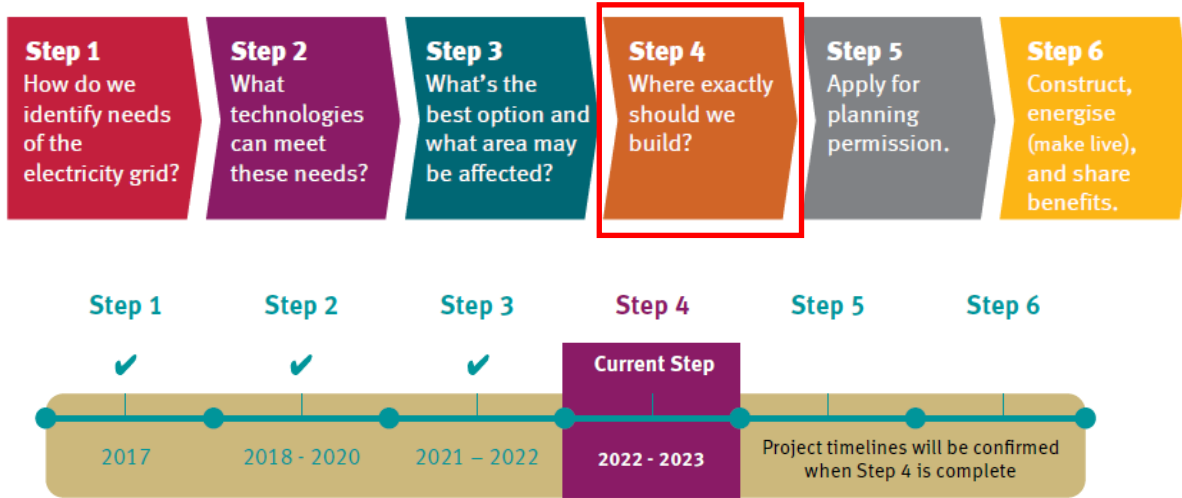 Step 1
How do we
identify needs
of the
electricity grid?
Step 2
What
technologies
can meet
these needs?
Step 3
What's the
best option and
what area may
be affected?
Step 4
Where exactly
should we
build?
Step 5
Apply for
planning
permission.
Step 6
Construct,
energise
(make live),
and share
benefits.
Step 1
Step 2
Step 3
Step 4
Step 5
Step 6
✔
✔
✔
Current Step
2017
2018 - 2020
2021 – 2022
2022 - 2023
Project timelines will be confirmed
when Step 4 is complete